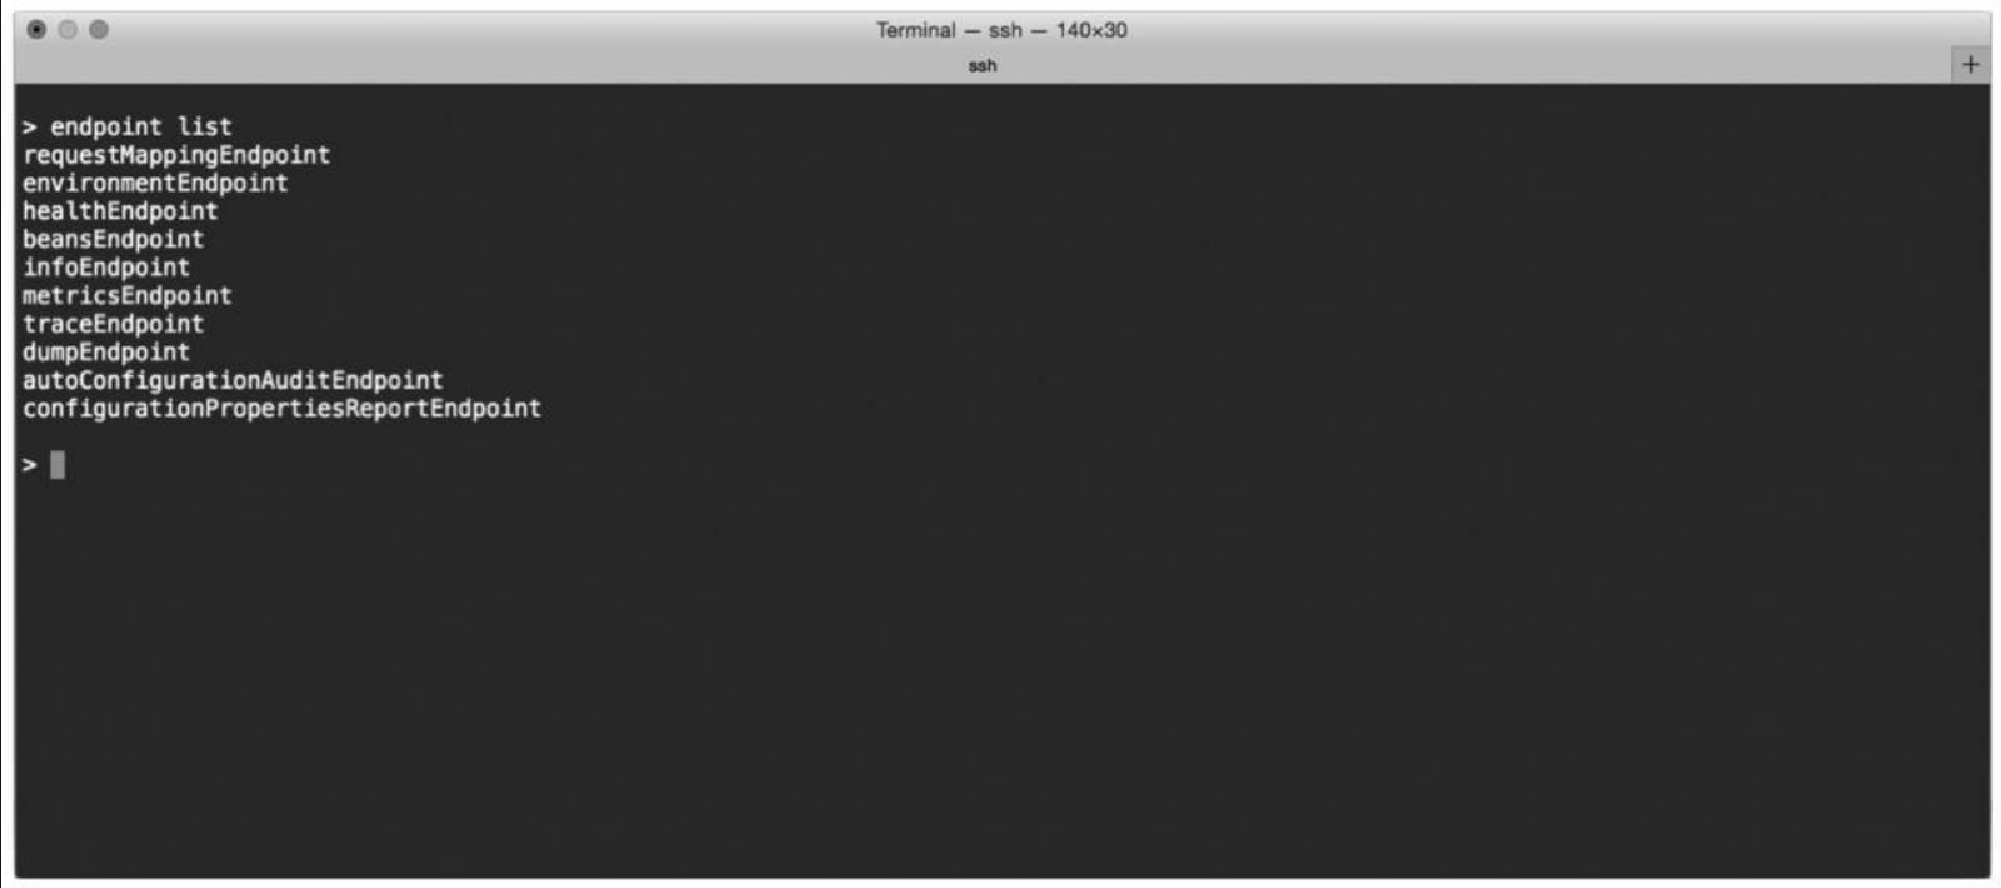 Terminal — ssh — 140×30
ssh
+
> endpoint list
requestMappingEndpoint
environmentEndpoint
healthEndpoint
beansEndpoint
infoEndpoint
metricsEndpoint
traceEndpoint
dumpEndpoint
autoConfigurationAuditEndpoint
configurationPropertiesReportEndpoint
>